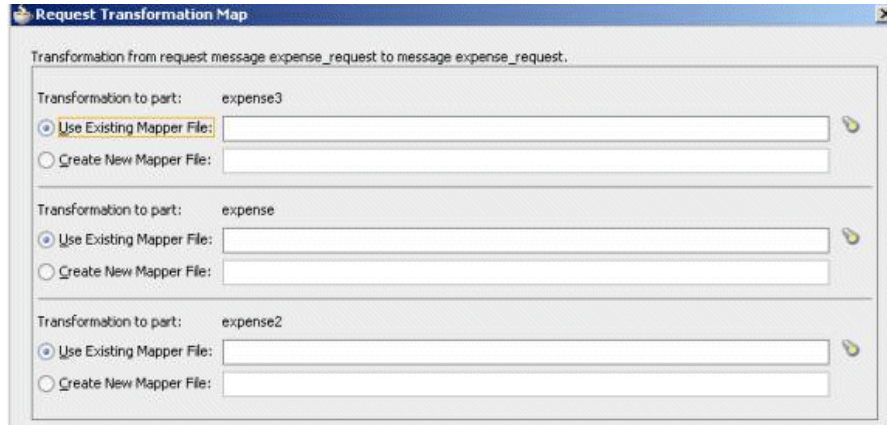 Request Transformation Map
Transformation from request message expense_request to message expense_request.
Transformation to part: expense3
Use Existing Mapper File:
Create New Mapper File:
Transformation to part: expense
Use Existing Mapper File:
Create New Mapper File:
Transformation to part: expense2
Use Existing Mapper File:
Create New Mapper File: